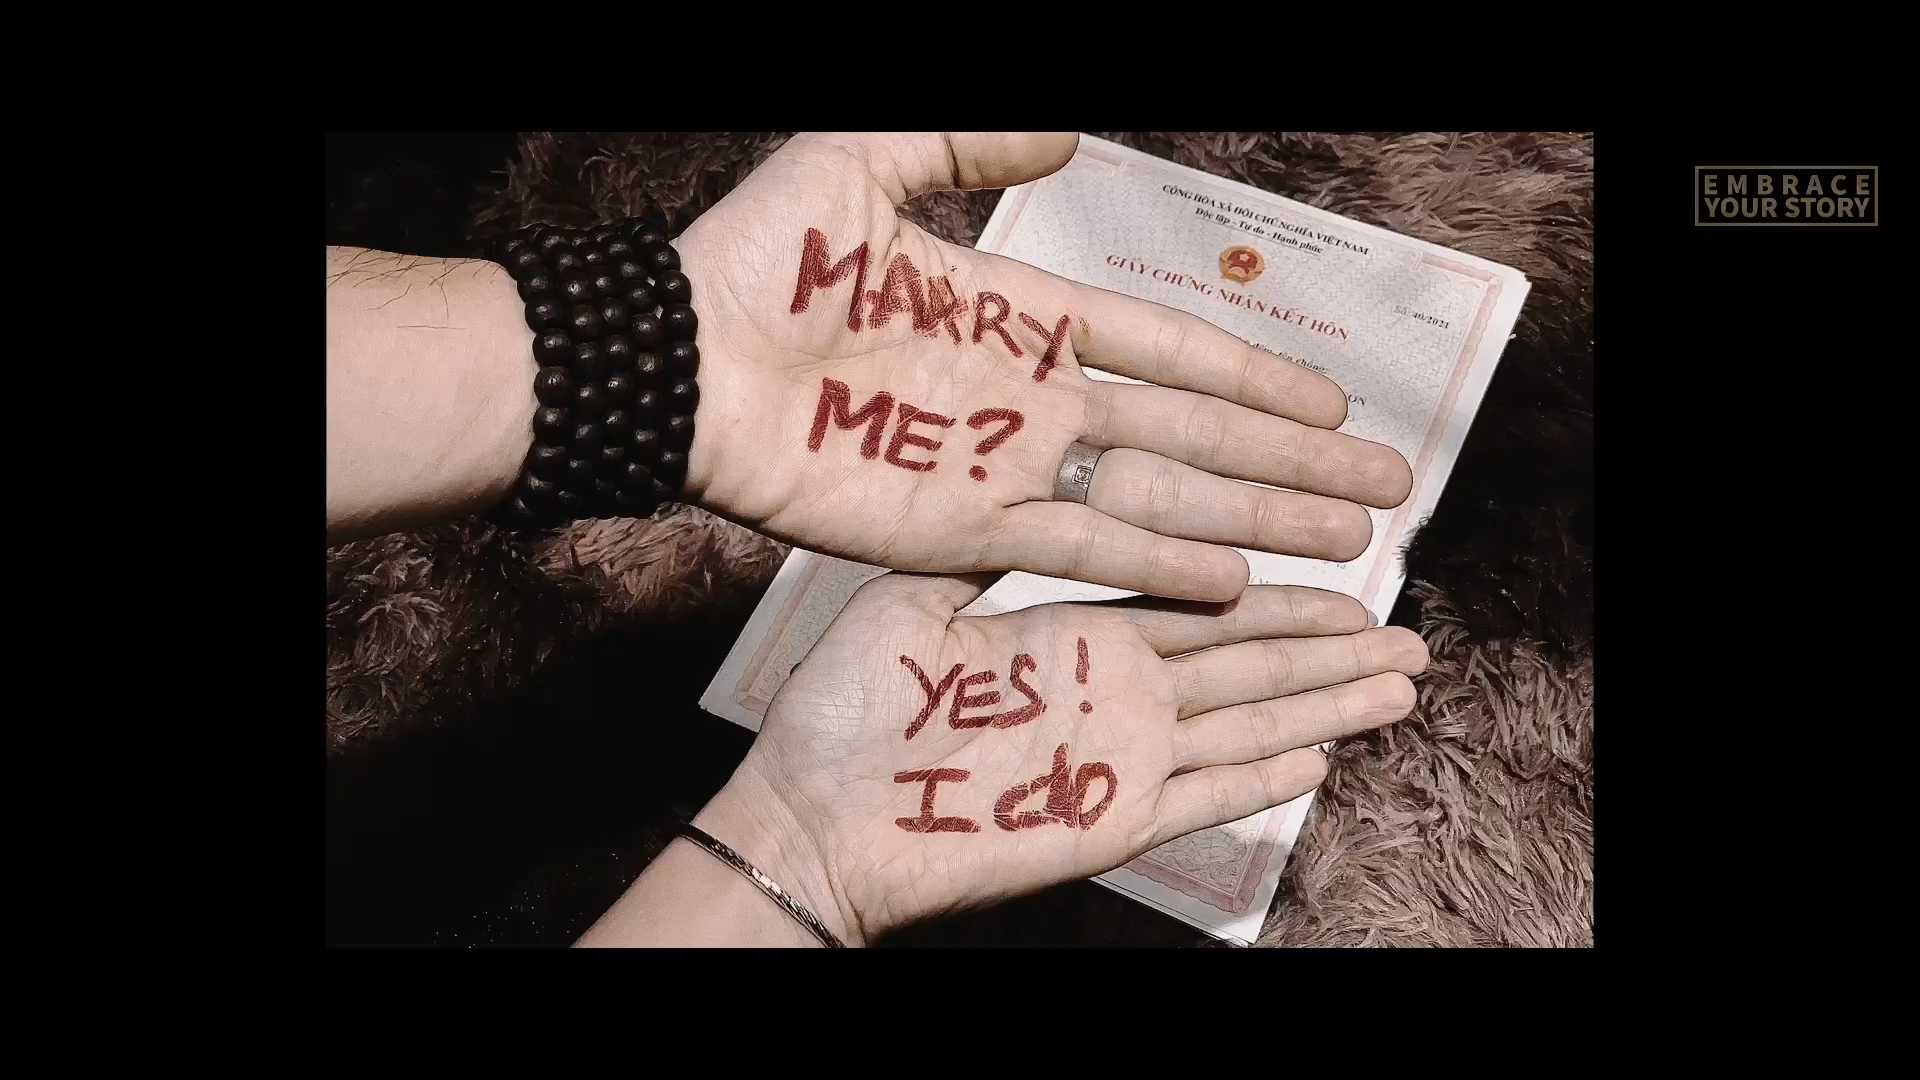 MARRY
ME?
YES!
I do
CỘNG HÒA XÃ HỘI CHỦ NGHĨA VIỆT NAM
Độc lập - Tự do - Hạnh phúc
GIẤY CHỨNG NHẬN KẾT HÔN
Số: 40/2021
EMBRACE
YOUR STORY